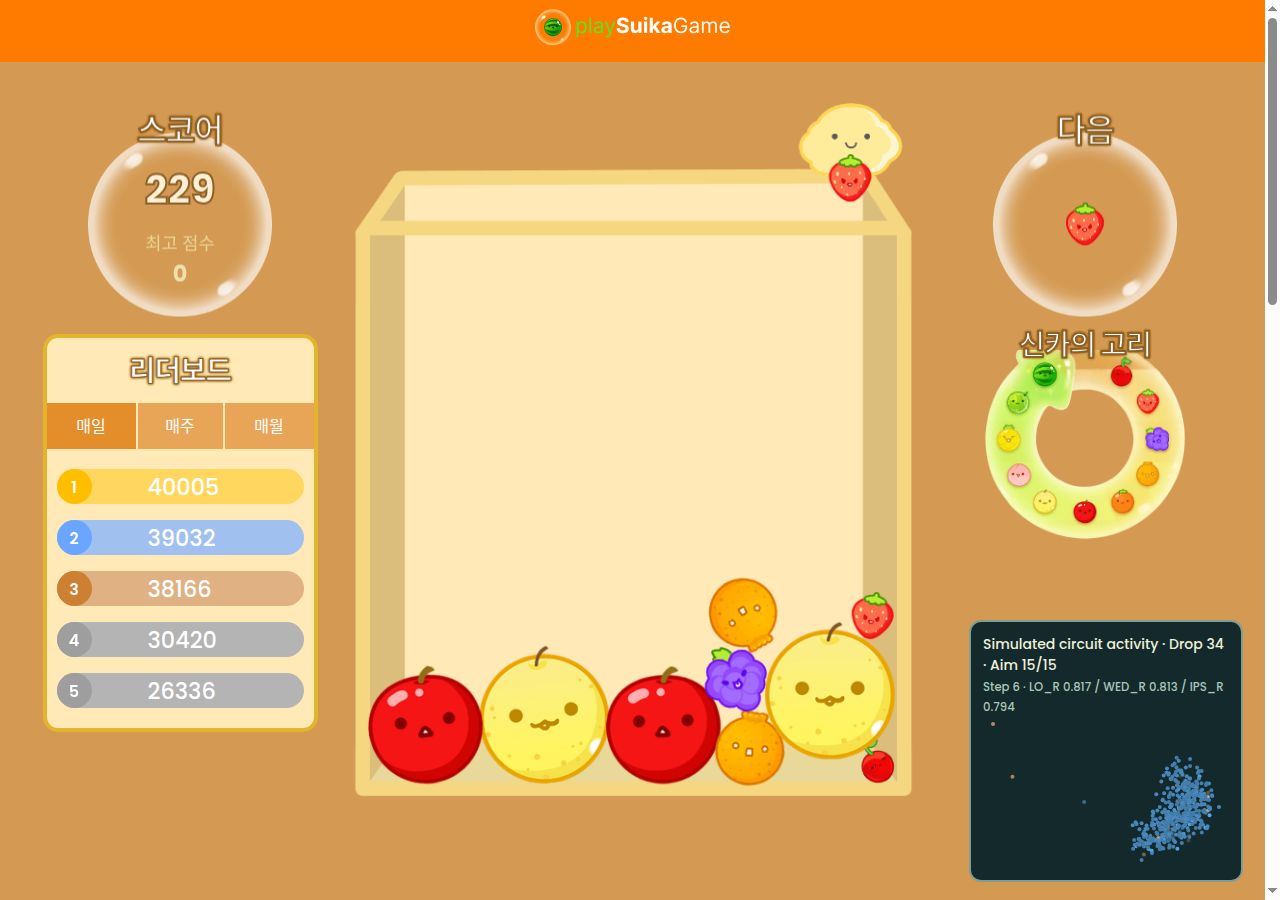 playSuikaGame
스코어
229
최고 점수
0
리더보드
매일 매주 매월
1 40005
2 39032
3 38166
4 30420
5 26336
다음
신카의 고리
Simulated circuit activity · Drop 34
· Aim 15/15
Step 6 · LO_R 0.817 / WED_R 0.813 / IPS_R
0.794